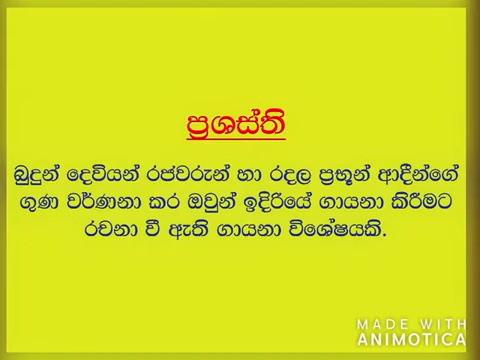 ප්‍රශස්ති
බුදුන් දෙවියන් රජවරුන් හා රදල ප්‍රභූන් ආදීන්ගේ
ගුණ වර්ණනා කර ඔවුන් ඉදිරියේ ගායනා කිරීමට
රචනා වී ඇති ගායනා විශේෂයකි.
MADE WITH
ANIMOTICA